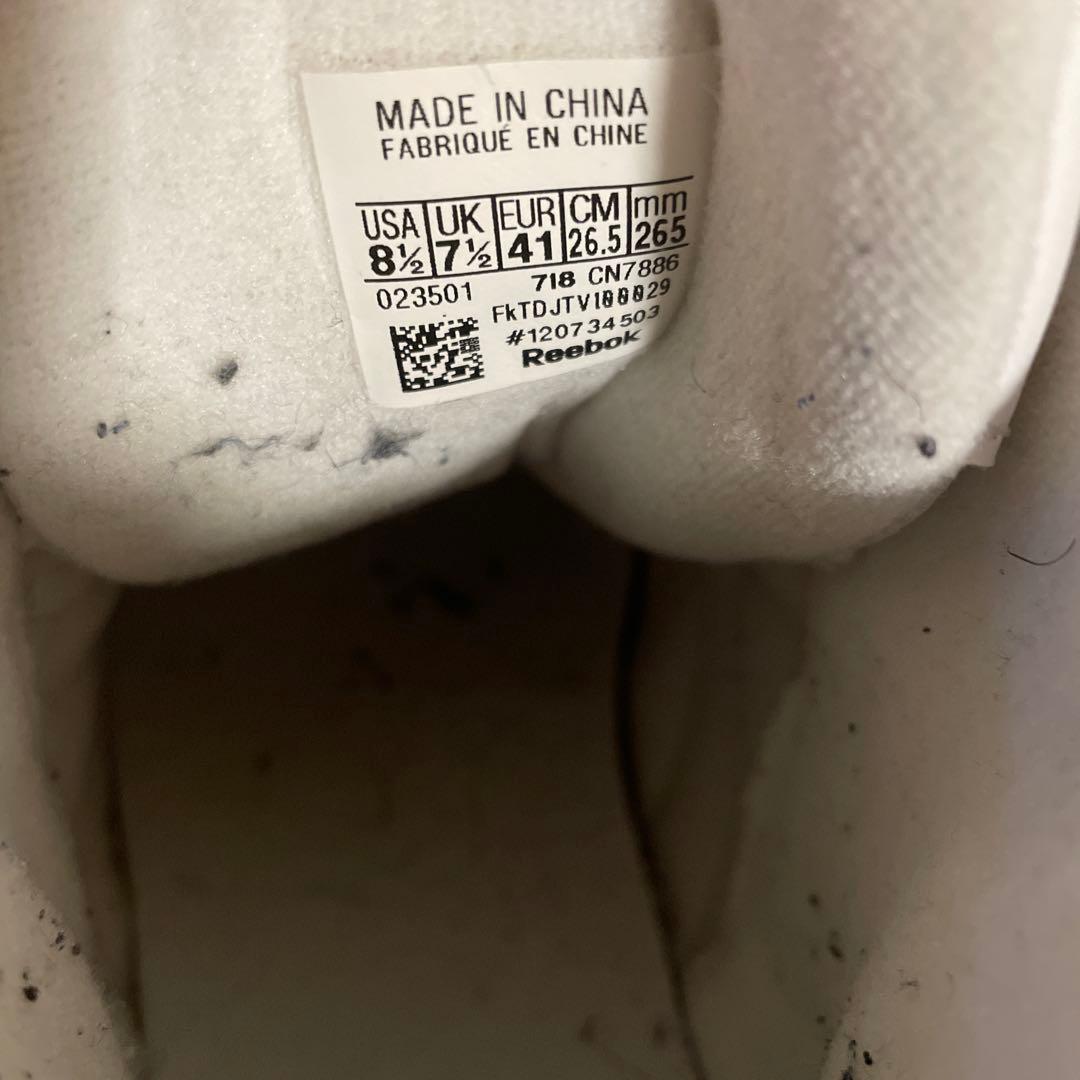 MADE IN CHINA
FABRIQUÉ EN CHINE
USA UK EUR CM mm
8½ 7½ 41 26.5 265
023501 718 CN7886
#120734503
Reebok